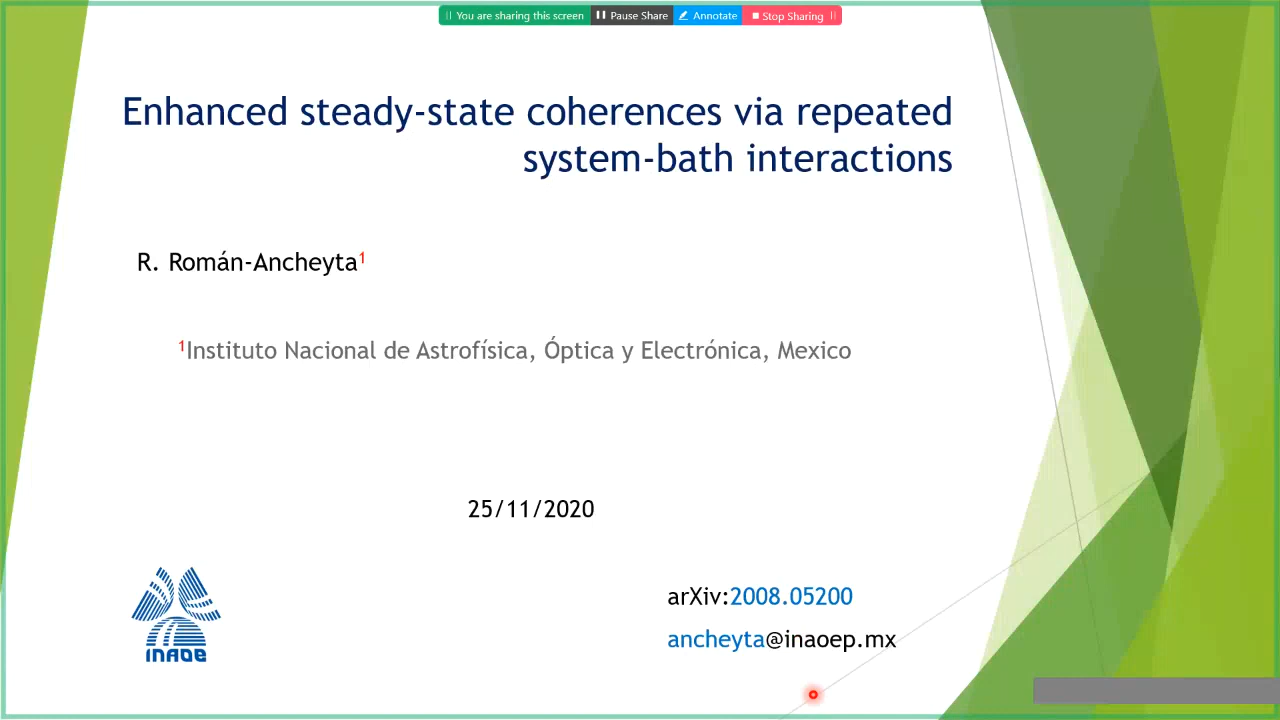 You are sharing this screen Pause Share Annotate Stop Sharing
Enhanced steady-state coherences via repeated
system-bath interactions
R. Román-Ancheyta¹
¹Instituto Nacional de Astrofísica, Óptica y Electrónica, Mexico
25/11/2020
INAOE
arXiv:2008.05200
ancheyta@inaoep.mx